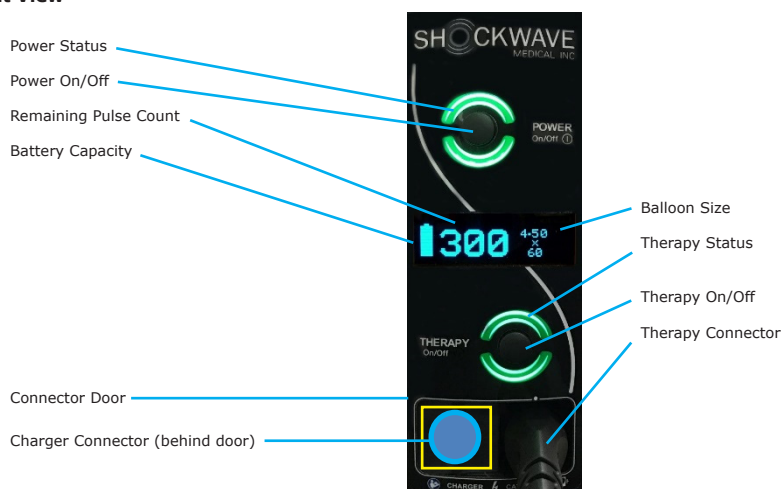 Power Status
Power On/Off
Remaining Pulse Count
Battery Capacity
SHOCKWAVE
MEDICAL INC
POWER
On/Off
300
4.50
x
60
Balloon Size
Therapy Status
Therapy On/Off
Therapy Connector
THERAPY
On/Off
Connector Door
Charger Connector (behind door)
CHARGER